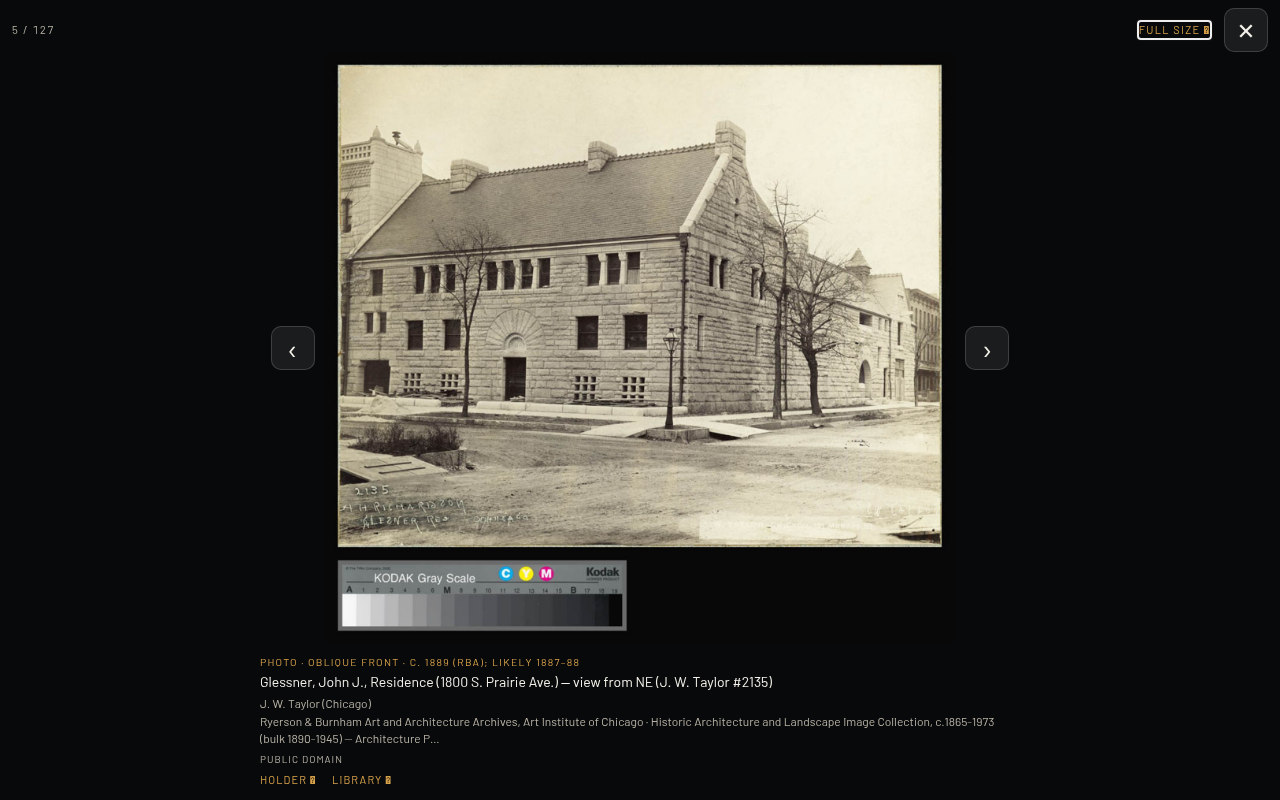 5 / 127
FULL SIZE
2135
H. H. RICHARDSON
GLESNER, RES CHICAGO
KODAK Gray Scale
C Y M
Kodak
A 1 2 3 4 5 6 M 8 9 10 11 12 13 14 15 B 17 18 19
PHOTO · OBLIQUE FRONT · C. 1889 (RBA); LIKELY 1887–88
Glessner, John J., Residence (1800 S. Prairie Ave.) — view from NE (J. W. Taylor #2135)
J. W. Taylor (Chicago)
Ryerson & Burnham Art and Architecture Archives, Art Institute of Chicago · Historic Architecture and Landscape Image Collection, c.1865-1973
(bulk 1890-1945) — Architecture P…
PUBLIC DOMAIN
HOLDER LIBRARY